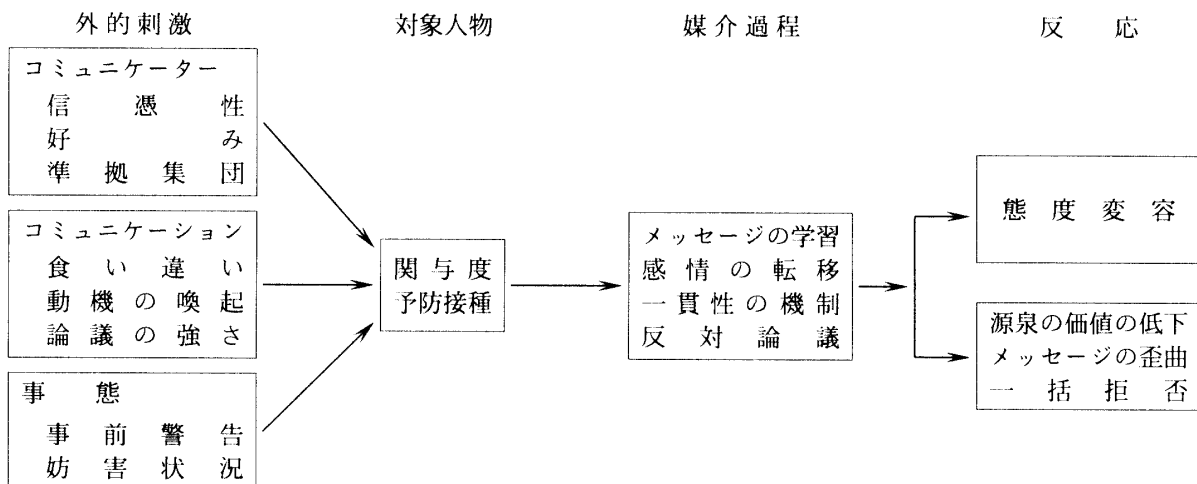 外的刺激
対象人物
媒介過程
反応
コミュニケーター
信憑性
好み
準拠集団
コミュニケーション
食い違い
動機の喚起
論議の強さ
事態
事前警告
妨害状況
関与度
予防接種
メッセージの学習
感情の転移
一貫性の機制
反対論議
態度変容
源泉の価値の低下
メッセージの歪曲
一括拒否